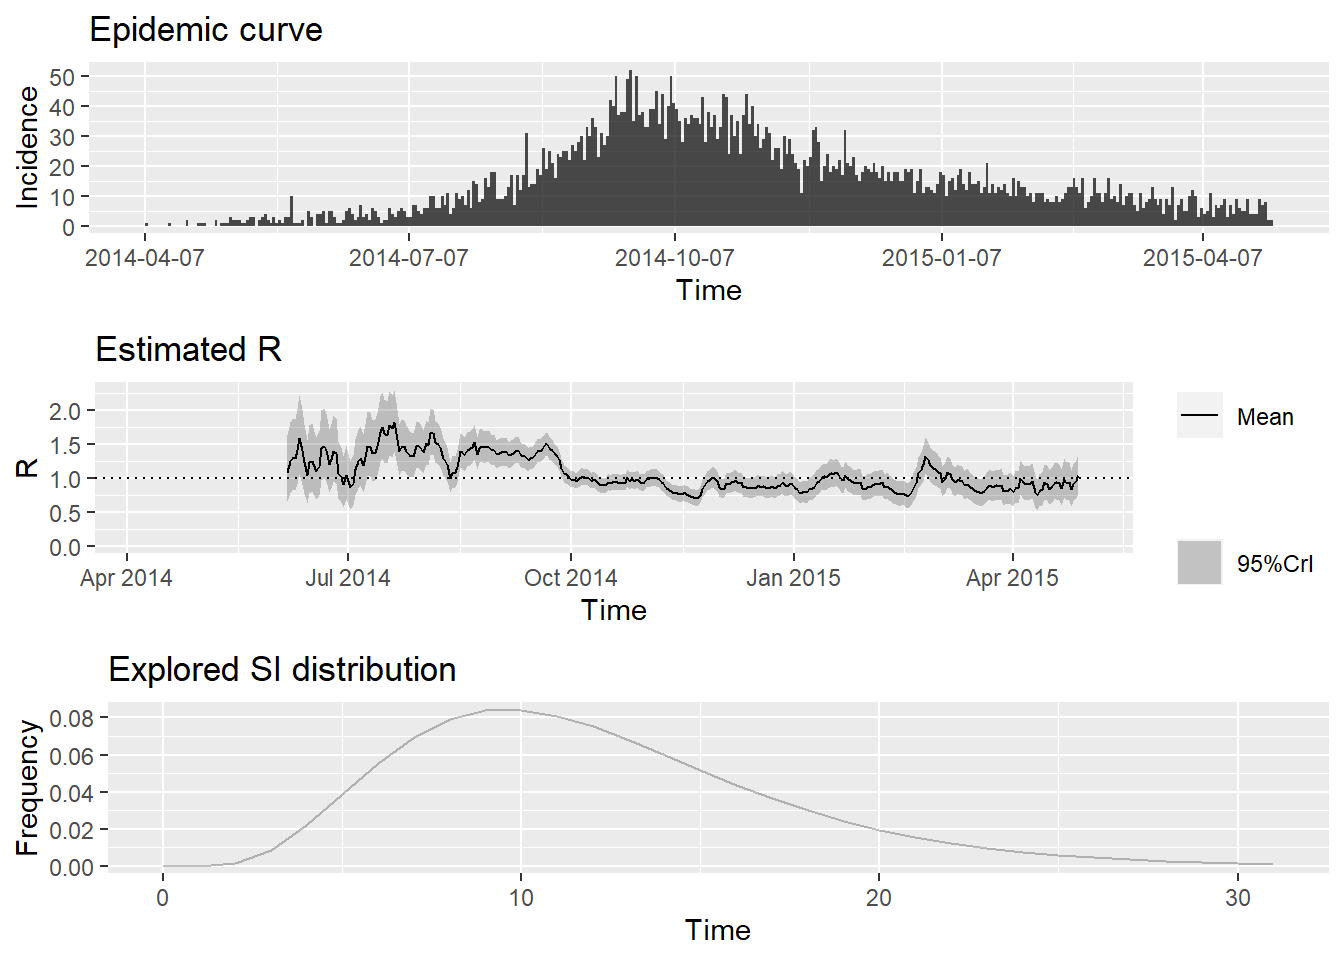 Epidemic curve
Incidence
50
40
30
20
10
0
2014-04-07 2014-07-07 2014-10-07 2015-01-07 2015-04-07
Time
Estimated R
R
2.0
1.5
1.0
0.5
0.0
Apr 2014 Jul 2014 Oct 2014 Jan 2015 Apr 2015
Time
Mean
95%CrI
Explored SI distribution
Frequency
0.08
0.06
0.04
0.02
0.00
0 10 20 30
Time